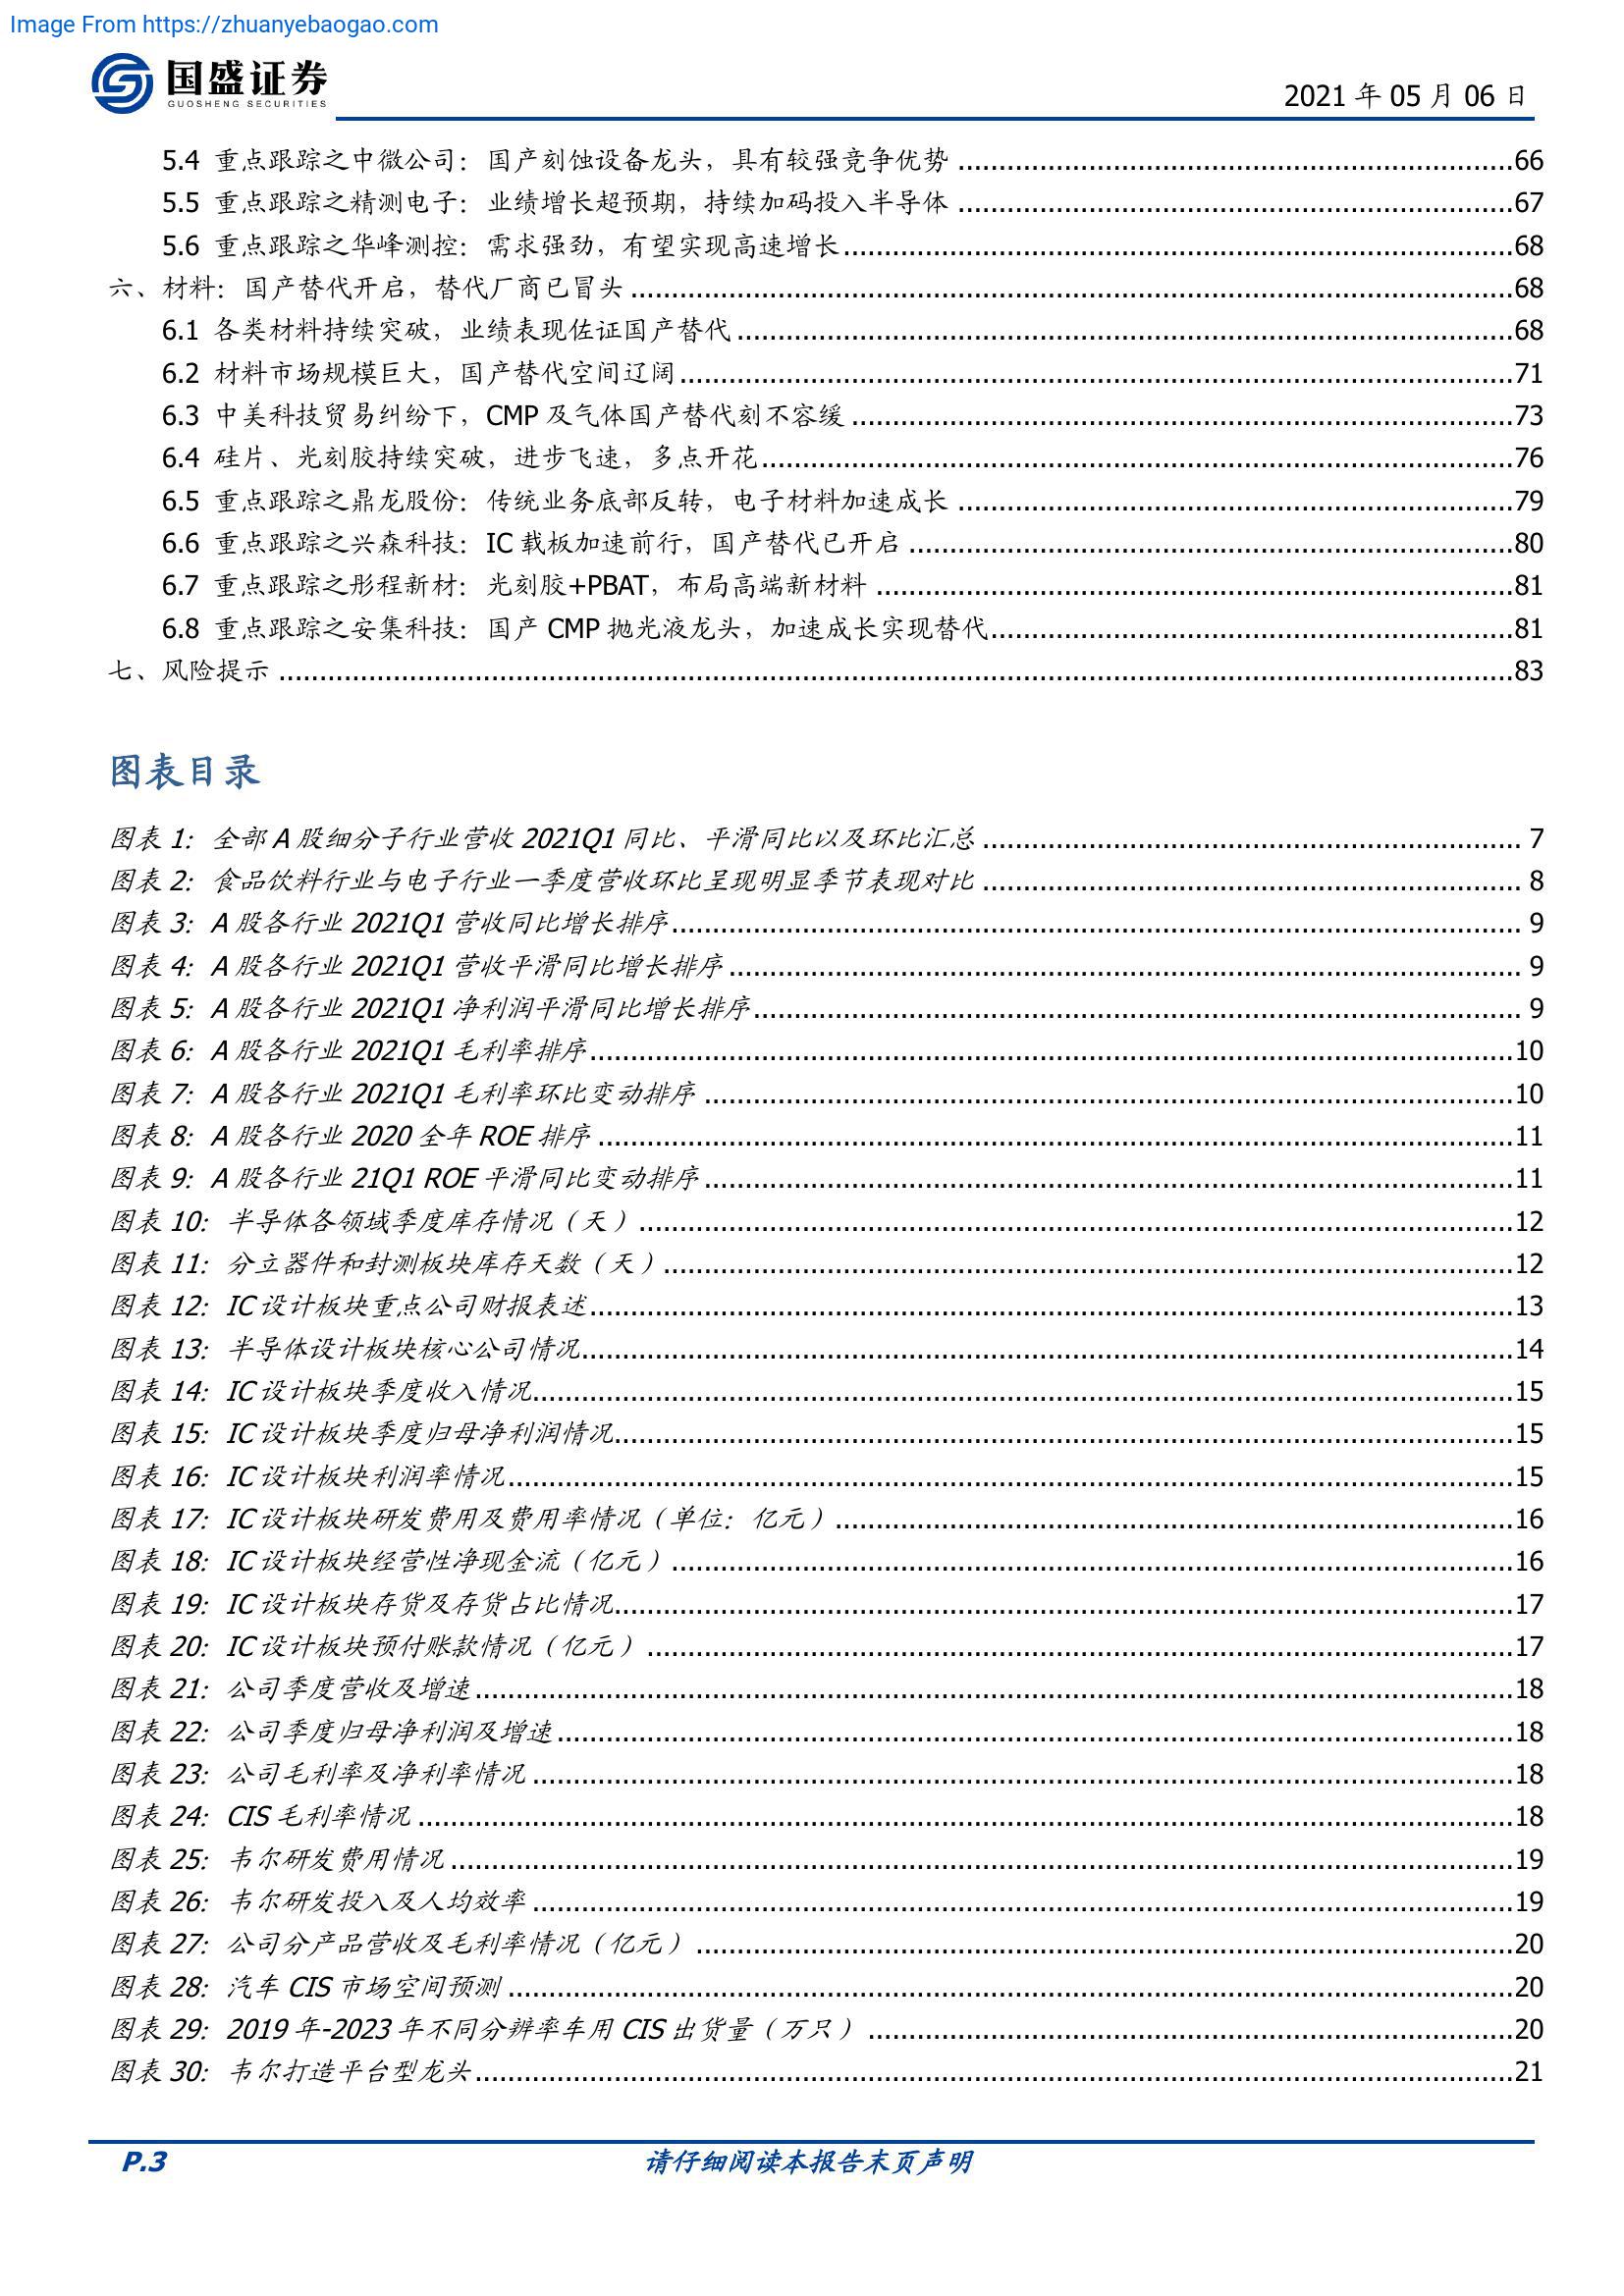 Image From https://zhuanyebaogao.com
国盛证券
GUOSHENG SECURITIES
2021 年 05 月 06 日
5.4 重点跟踪之中微公司：国产刻蚀设备龙头，具有较强竞争优势 ........................................66
5.5 重点跟踪之精测电子：业绩增长超预期，持续加码投入半导体 ........................................67
5.6 重点跟踪之华峰测控：需求强劲，有望实现高速增长........................................68
六、材料：国产替代开启，替代厂商已冒头 ........................................68
6.1 各类材料持续突破，业绩表现佐证国产替代 ........................................68
6.2 材料市场规模巨大，国产替代空间辽阔........................................71
6.3 中美科技贸易纠纷下，CMP 及气体国产替代刻不容缓 ........................................73
6.4 硅片、光刻胶持续突破，进步飞速，多点开花........................................76
6.5 重点跟踪之鼎龙股份：传统业务底部反转，电子材料加速成长 ........................................79
6.6 重点跟踪之兴森科技：IC 载板加速前行，国产替代已开启 ........................................80
6.7 重点跟踪之彤程新材：光刻胶+PBAT，布局高端新材料 ........................................81
6.8 重点跟踪之安集科技：国产 CMP 抛光液龙头，加速成长实现替代........................................81
七、风险提示 ........................................83
图表目录
图表 1：全部 A 股细分子行业营收 2021Q1 同比、平滑同比以及环比汇总 ........................................ 7
图表 2：食品饮料行业与电子行业一季度营收环比呈现明显季节表现对比 ........................................ 8
图表 3：A 股各行业 2021Q1 营收同比增长排序........................................ 9
图表 4：A 股各行业 2021Q1 营收平滑同比增长排序 ........................................ 9
图表 5：A 股各行业 2021Q1 净利润平滑同比增长排序........................................ 9
图表 6：A 股各行业 2021Q1 毛利率排序........................................10
图表 7：A 股各行业 2021Q1 毛利率环比变动排序 ........................................10
图表 8：A 股各行业 2020 全年 ROE 排序 ........................................11
图表 9：A 股各行业 21Q1 ROE 平滑同比变动排序........................................11
图表 10：半导体各领域季度库存情况（天）........................................12
图表 11：分立器件和封测板块库存天数（天）........................................12
图表 12：IC 设计板块重点公司财报表述........................................13
图表 13：半导体设计板块核心公司情况........................................14
图表 14：IC 设计板块季度收入情况........................................15
图表 15：IC 设计板块季度归母净利润情况........................................15
图表 16：IC 设计板块利润率情况........................................15
图表 17：IC 设计板块研发费用及费用率情况（单位：亿元）........................................16
图表 18：IC 设计板块经营性净现金流（亿元）........................................16
图表 19：IC 设计板块存货及存货占比情况........................................17
图表 20：IC 设计板块预付账款情况（亿元）........................................17
图表 21：公司季度营收及增速 ........................................18
图表 22：公司季度归母净利润及增速 ........................................18
图表 23：公司毛利率及净利率情况 ........................................18
图表 24：CIS 毛利率情况 ........................................18
图表 25：韦尔研发费用情况 ........................................19
图表 26：韦尔研发投入及人均效率 ........................................19
图表 27：公司分产品营收及毛利率情况（亿元）........................................20
图表 28：汽车 CIS 市场空间预测 ........................................20
图表 29：2019 年-2023 年不同分辨率车用 CIS 出货量（万只）........................................20
图表 30：韦尔打造平台型龙头........................................21
P.3
请仔细阅读本报告末页声明